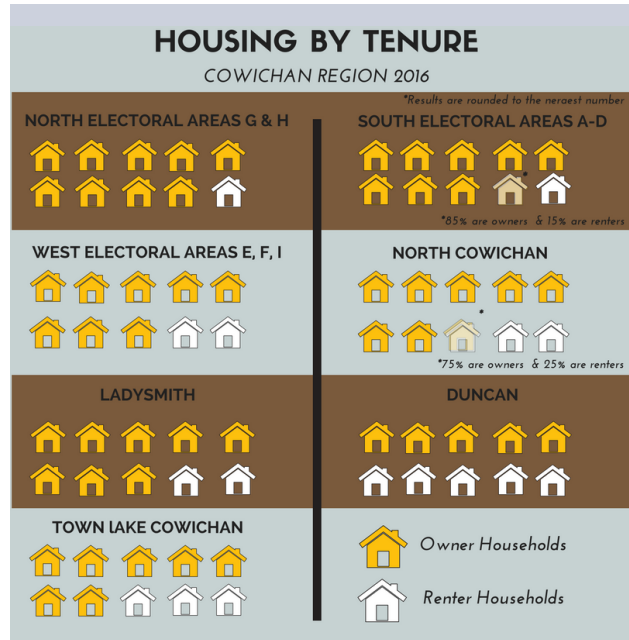 HOUSING BY TENURE
COWICHAN REGION 2016
*Results are rounded to the neraest number
NORTH ELECTORAL AREAS G & H
SOUTH ELECTORAL AREAS A-D
*
*85% are owners & 15% are renters
WEST ELECTORAL AREAS E, F, I
NORTH COWICHAN
*
*75% are owners & 25% are renters
LADYSMITH
DUNCAN
TOWN lAKE COWICHAN
Owner Households
Renter Households